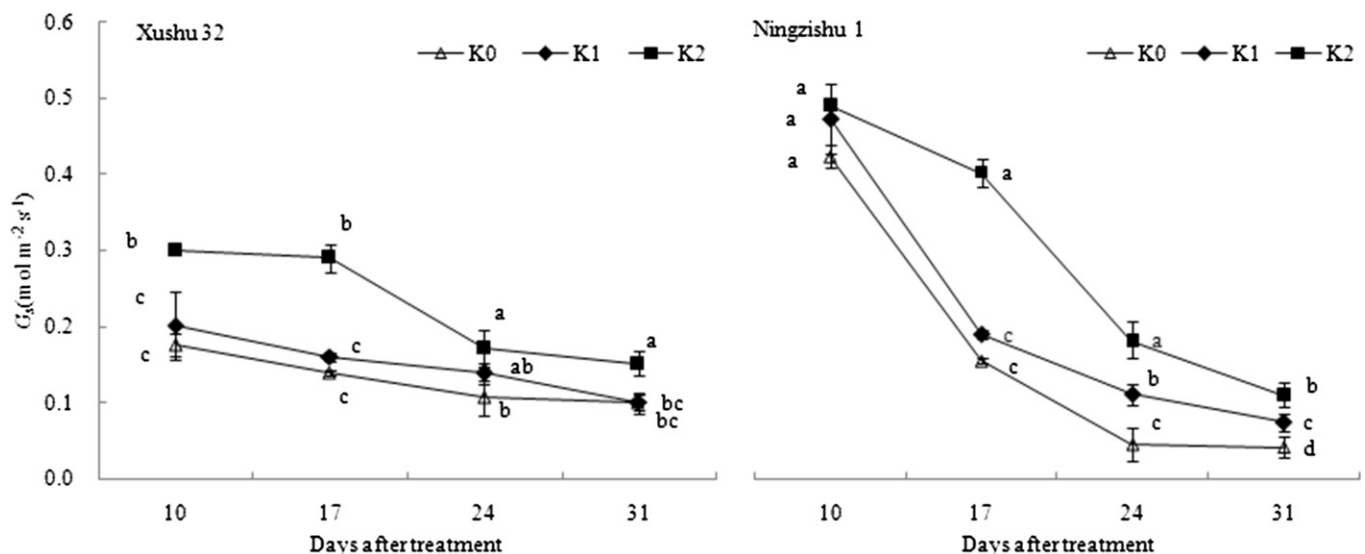 Xushu 32
K0 K1 K2
Ningzishu 1
K0 K1 K2
0.6
0.5
0.4
0.3
0.2
0.1
0.0
Gs(mol m-2 s-1)
b
b
c
c
c
c
a
ab
b
a
bc
bc
10 17 24 31
Days after treatment
a
a
a
a
c
c
a
b
c
b
c
d
10 17 24 31
Days after treatment